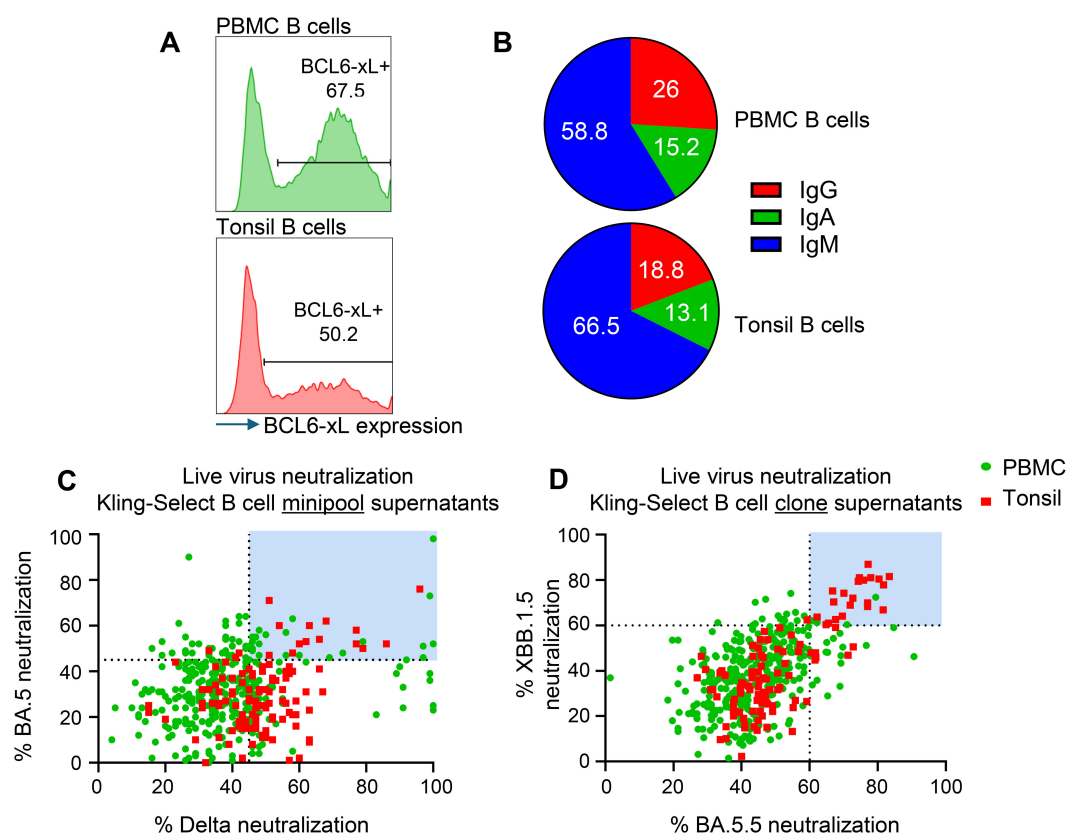 A
PBMC B cells
BCL6-xL+
67.5
Tonsil B cells
BCL6-xL+
50.2
BCL6-xL expression
B
26
58.8
15.2
PBMC B cells
IgG
IgA
IgM
18.8
13.1
66.5
Tonsil B cells
C
Live virus neutralization
Kling-Select B cell minipool supernatants
% BA.5 neutralization
100
80
60
40
20
0
0 20 40 60 80 100
% Delta neutralization
D
Live virus neutralization
Kling-Select B cell clone supernatants
PBMC
Tonsil
% XBB.1.5
neutralization
100
80
60
40
20
0
0 20 40 60 80 100
% BA.5.5 neutralization